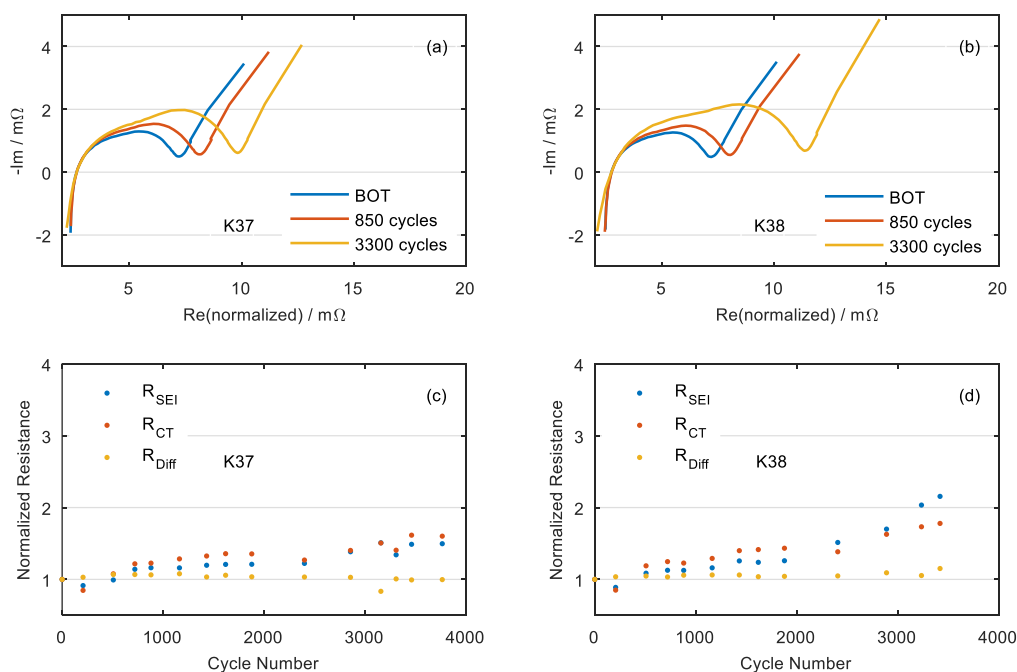 (a)
-Im / mΩ
4
2
0
-2
BOT
850 cycles
3300 cycles
K37
5 10 15 20
Re(normalized) / mΩ
(b)
-Im / mΩ
4
2
0
-2
BOT
850 cycles
3300 cycles
K38
5 10 15 20
Re(normalized) / mΩ
(c)
Normalized Resistance
4
3
2
1
R_SEI
R_CT
R_Diff
K37
0 1000 2000 3000 4000
Cycle Number
(d)
Normalized Resistance
4
3
2
1
R_SEI
R_CT
R_Diff
K38
0 1000 2000 3000 4000
Cycle Number